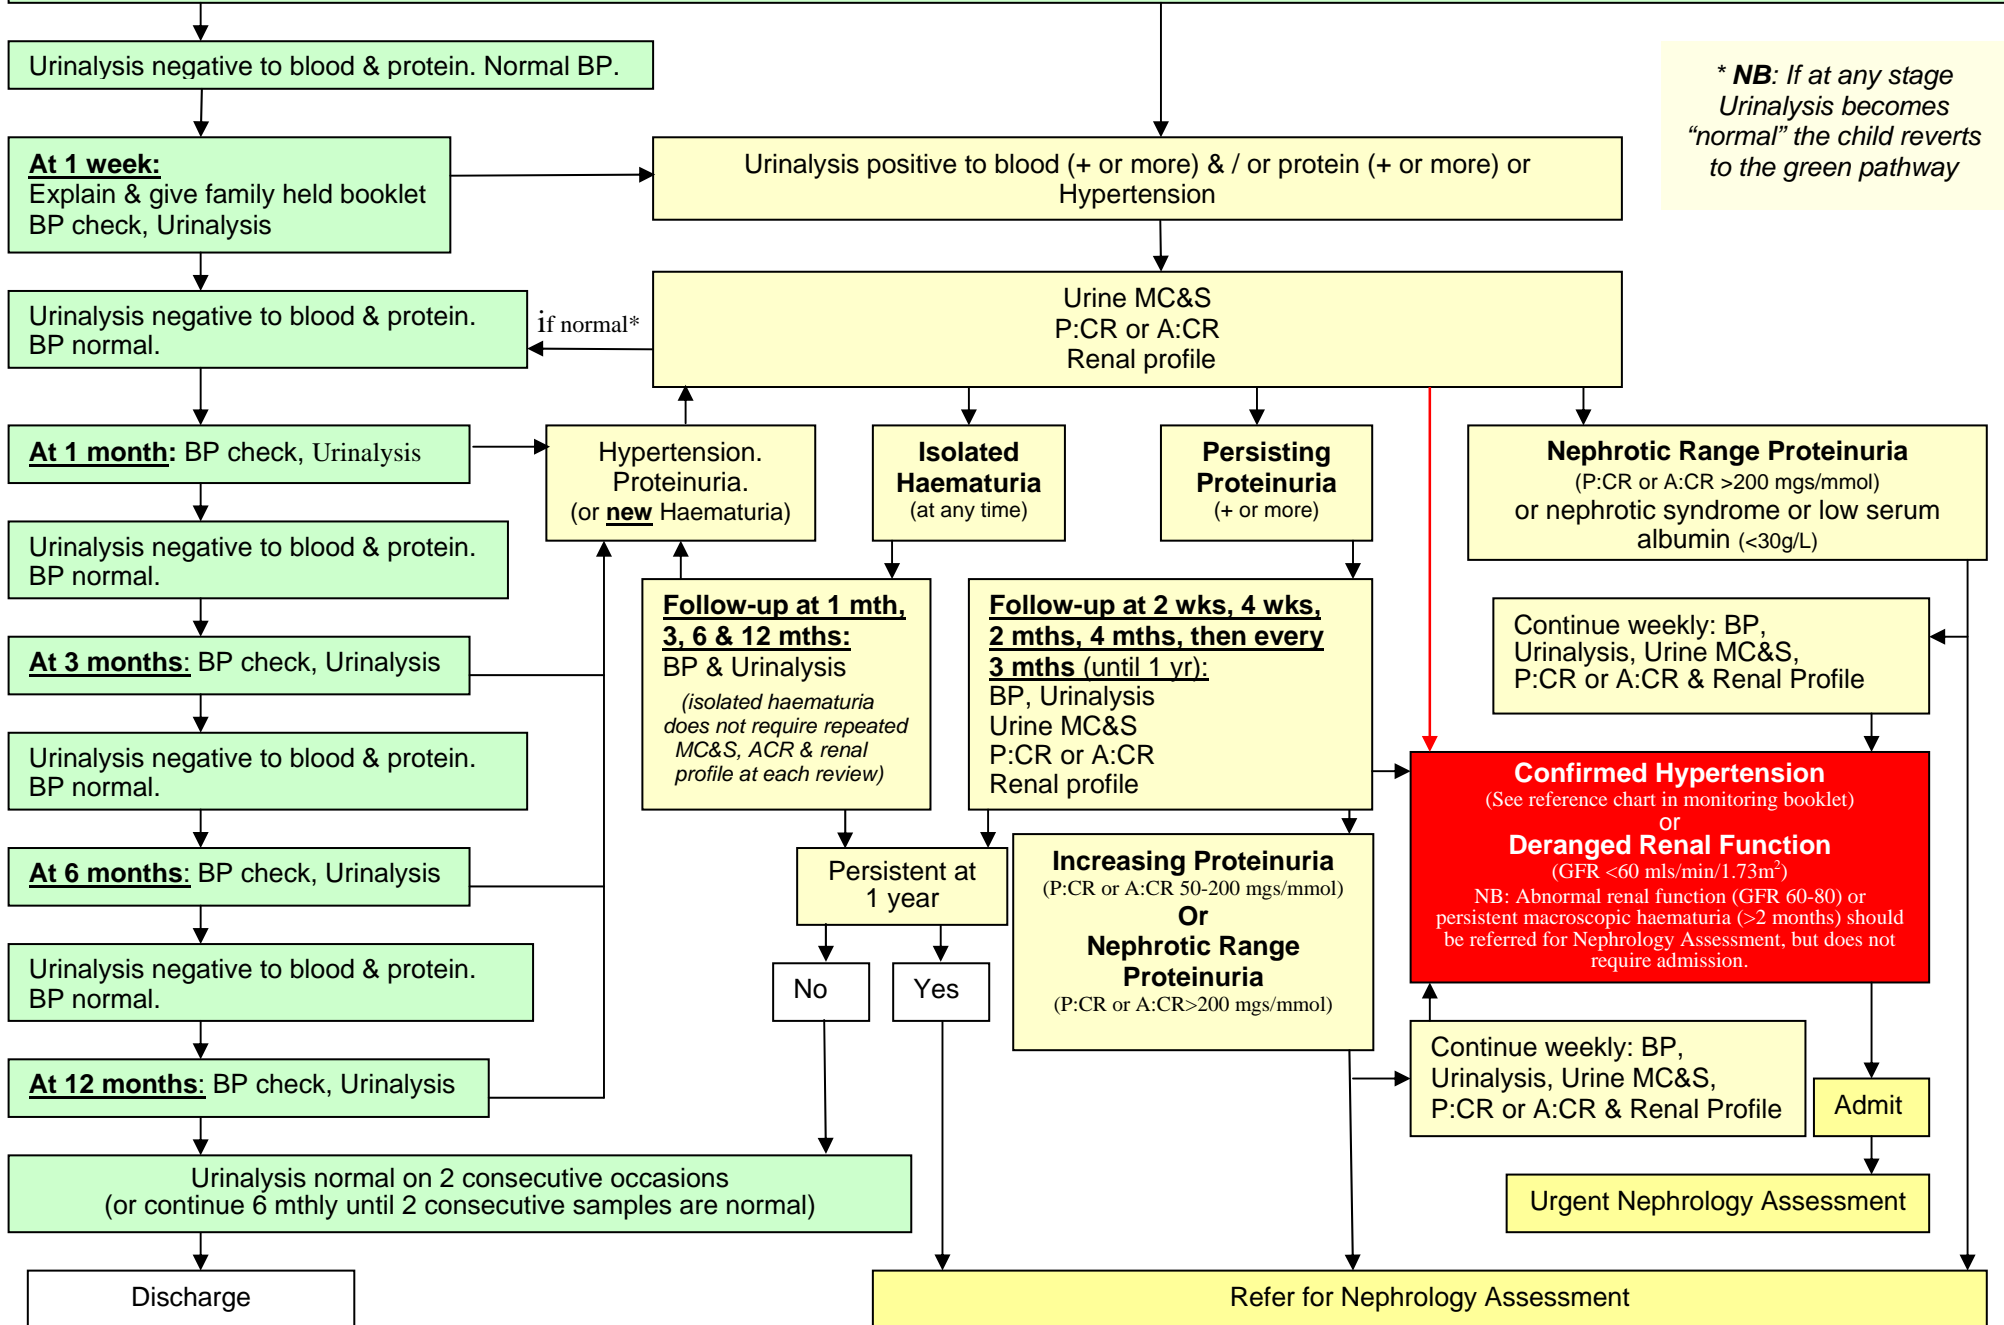 Urinalysis negative to blood & protein. Normal BP.
* NB: If at any stage
Urinalysis becomes
“normal” the child reverts
to the green pathway
At 1 week:
Explain & give family held booklet
BP check, Urinalysis
Urinalysis positive to blood (+ or more) & / or protein (+ or more) or
Hypertension
Urinalysis negative to blood & protein.
BP normal.
if normal*
Urine MC&S
P:CR or A:CR
Renal profile
At 1 month: BP check, Urinalysis
Hypertension.
Proteinuria.
(or new Haematuria)
Isolated
Haematuria
(at any time)
Persisting
Proteinuria
(+ or more)
Nephrotic Range Proteinuria
(P:CR or A:CR >200 mgs/mmol)
or nephrotic syndrome or low serum
albumin (<30g/L)
Urinalysis negative to blood & protein.
BP normal.
Follow-up at 1 mth,
3, 6 & 12 mths:
BP & Urinalysis
(isolated haematuria
does not require repeated
MC&S, ACR & renal
profile at each review)
Follow-up at 2 wks, 4 wks,
2 mths, 4 mths, then every
3 mths (until 1 yr):
BP, Urinalysis
Urine MC&S
P:CR or A:CR
Renal profile
Continue weekly: BP,
Urinalysis, Urine MC&S,
P:CR or A:CR & Renal Profile
At 3 months: BP check, Urinalysis
Urinalysis negative to blood & protein.
BP normal.
Confirmed Hypertension
(See reference chart in monitoring booklet)
or
Deranged Renal Function
(GFR <60 mls/min/1.73m²)
NB: Abnormal renal function (GFR 60-80) or
persistent macroscopic haematuria (>2 months) should
be referred for Nephrology Assessment, but does not
require admission.
At 6 months: BP check, Urinalysis
Persistent at
1 year
Increasing Proteinuria
(P:CR or A:CR 50-200 mgs/mmol)
Or
Nephrotic Range
Proteinuria
(P:CR or A:CR>200 mgs/mmol)
Urinalysis negative to blood & protein.
BP normal.
No
Yes
Continue weekly: BP,
Urinalysis, Urine MC&S,
P:CR or A:CR & Renal Profile
At 12 months: BP check, Urinalysis
Admit
Urinalysis normal on 2 consecutive occasions
(or continue 6 mthly until 2 consecutive samples are normal)
Urgent Nephrology Assessment
Discharge
Refer for Nephrology Assessment